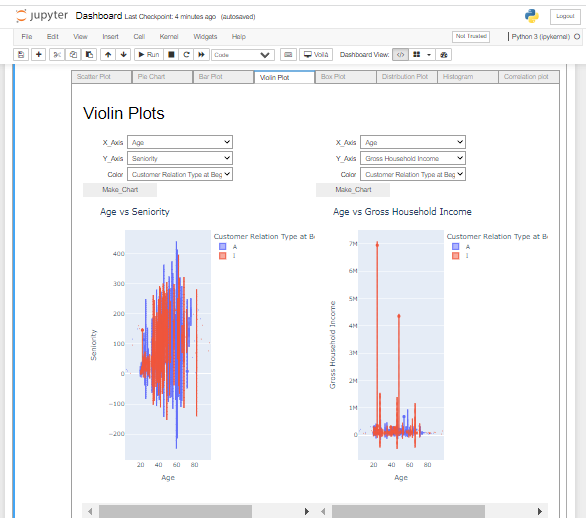 jupyter Dashboard Last Checkpoint: 4 minutes ago (autosaved)
Logout
File Edit View Insert Cell Kernel Widgets Help
Not Trusted Python 3 (ipykernel)
Run Code Voilà Dashboard View:
Scatter Plot Pie Chart Bar Plot Violin Plot Box Plot Distribution Plot Histogram Correlation plot
Violin Plots
X_Axis Age
Y_Axis Seniority
Color Customer Relation Type at Beg
Make_Chart
X_Axis Age
Y_Axis Gross Household Income
Color Customer Relation Type at Beg
Make_Chart
Age vs Seniority
Customer Relation Type at B
A
I
400
300
200
100
0
−100
−200
Seniority
20 40 60 80
Age
Age vs Gross Household Income
Customer Relation Type at B
A
I
7M
6M
5M
4M
3M
2M
1M
0
Gross Household Income
20 40 60 80
Age